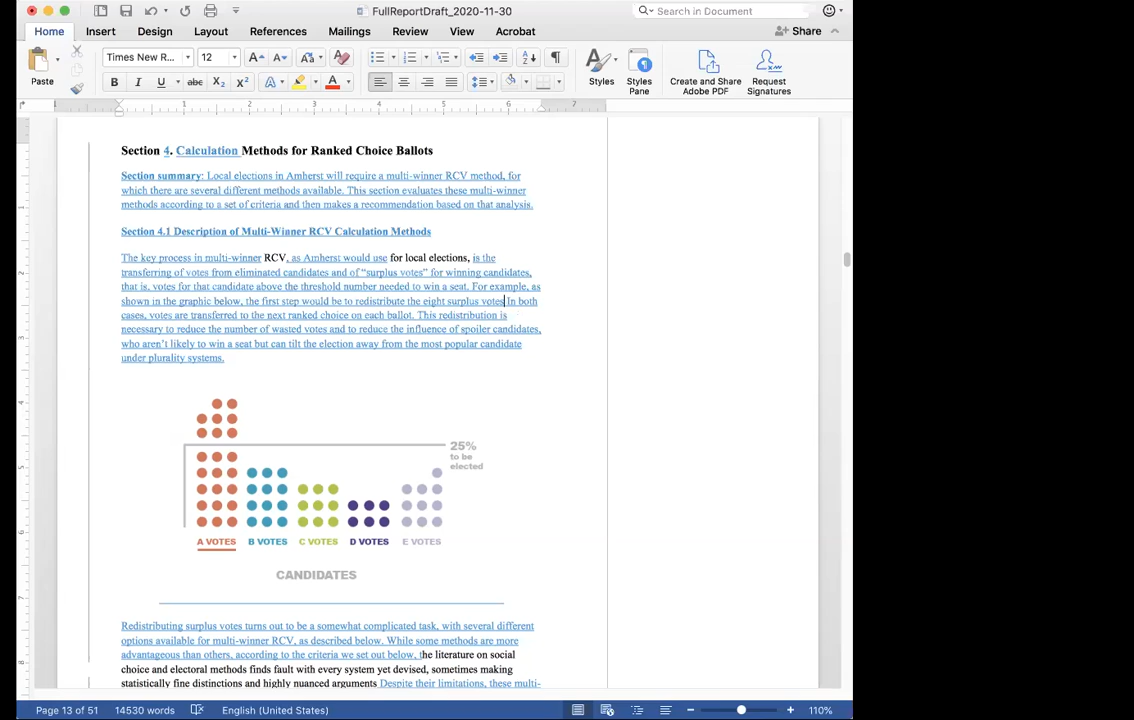 FullReportDraft_2020-11-30
Search in Document
Home Insert Design Layout References Mailings Review View Acrobat Share
Paste Times New R... 12 Styles Styles Pane Create and Share Adobe PDF Request Signatures
Section 4. Calculation Methods for Ranked Choice Ballots
Section summary: Local elections in Amherst will require a multi-winner RCV method, for
which there are several different methods available. This section evaluates these multi-winner
methods according to a set of criteria and then makes a recommendation based on that analysis.
Section 4.1 Description of Multi-Winner RCV Calculation Methods
The key process in multi-winner RCV, as Amherst would use for local elections, is the
transferring of votes from eliminated candidates and of “surplus votes” for winning candidates,
that is, votes for that candidate above the threshold number needed to win a seat. For example, as
shown in the graphic below, the first step would be to redistribute the eight surplus votes In both
cases, votes are transferred to the next ranked choice on each ballot. This redistribution is
necessary to reduce the number of wasted votes and to reduce the influence of spoiler candidates,
who aren’t likely to win a seat but can tilt the election away from the most popular candidate
under plurality systems.
25%
to be
elected
A VOTES B VOTES C VOTES D VOTES E VOTES
CANDIDATES
Redistributing surplus votes turns out to be a somewhat complicated task, with several different
options available for multi-winner RCV, as described below. While some methods are more
advantageous than others, according to the criteria we set out below, the literature on social
choice and electoral methods finds fault with every system yet devised, sometimes making
statistically fine distinctions and highly nuanced arguments Despite their limitations, these multi-
Page 13 of 51 14530 words English (United States) 110%